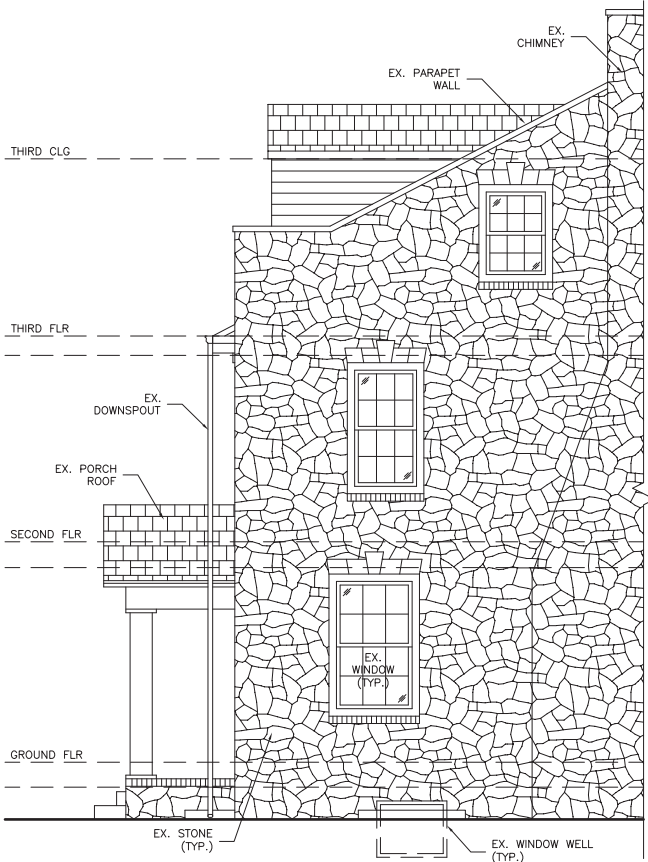 EX.
CHIMNEY
EX. PARAPET
WALL
THIRD CLG
THIRD FLR
EX.
DOWNSPOUT
EX. PORCH
ROOF
SECOND FLR
EX.
WINDOW
(TYP.)
GROUND FLR
EX. STONE
(TYP.)
EX. WINDOW WELL
(TYP.)